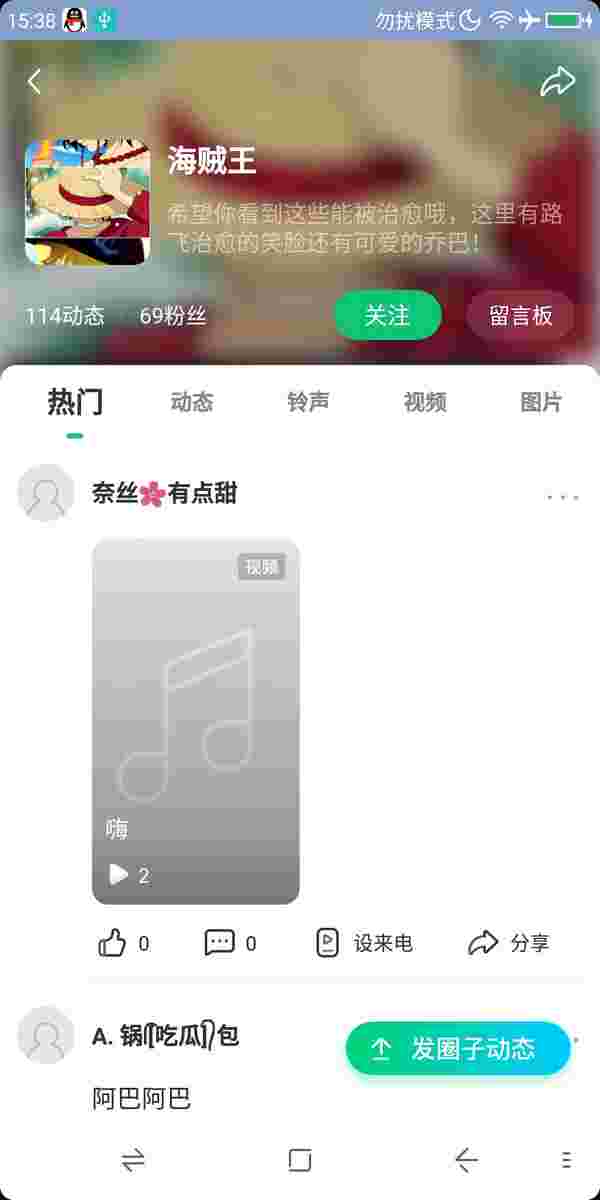 15:38
勿扰模式
海贼王
希望你看到这些能被治愈哦，这里有路
飞治愈的笑脸还有可爱的乔巴！
114动态 69粉丝 关注 留言板
热门 动态 铃声 视频 图片
奈丝🌸有点甜
视频
嗨
2
0 0 设来电 分享
A. 锅[吃瓜]包
发圈子动态
阿巴阿巴